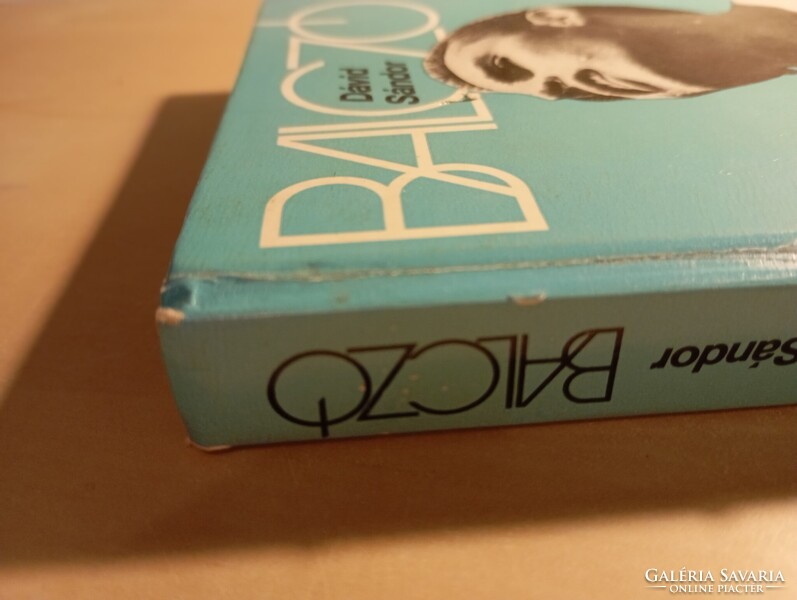 BALCZÓ
Dávid
Sándor
BALCZÓ
Sándor
GALÉRIA SAVARIA
ONLINE PIACTÉR